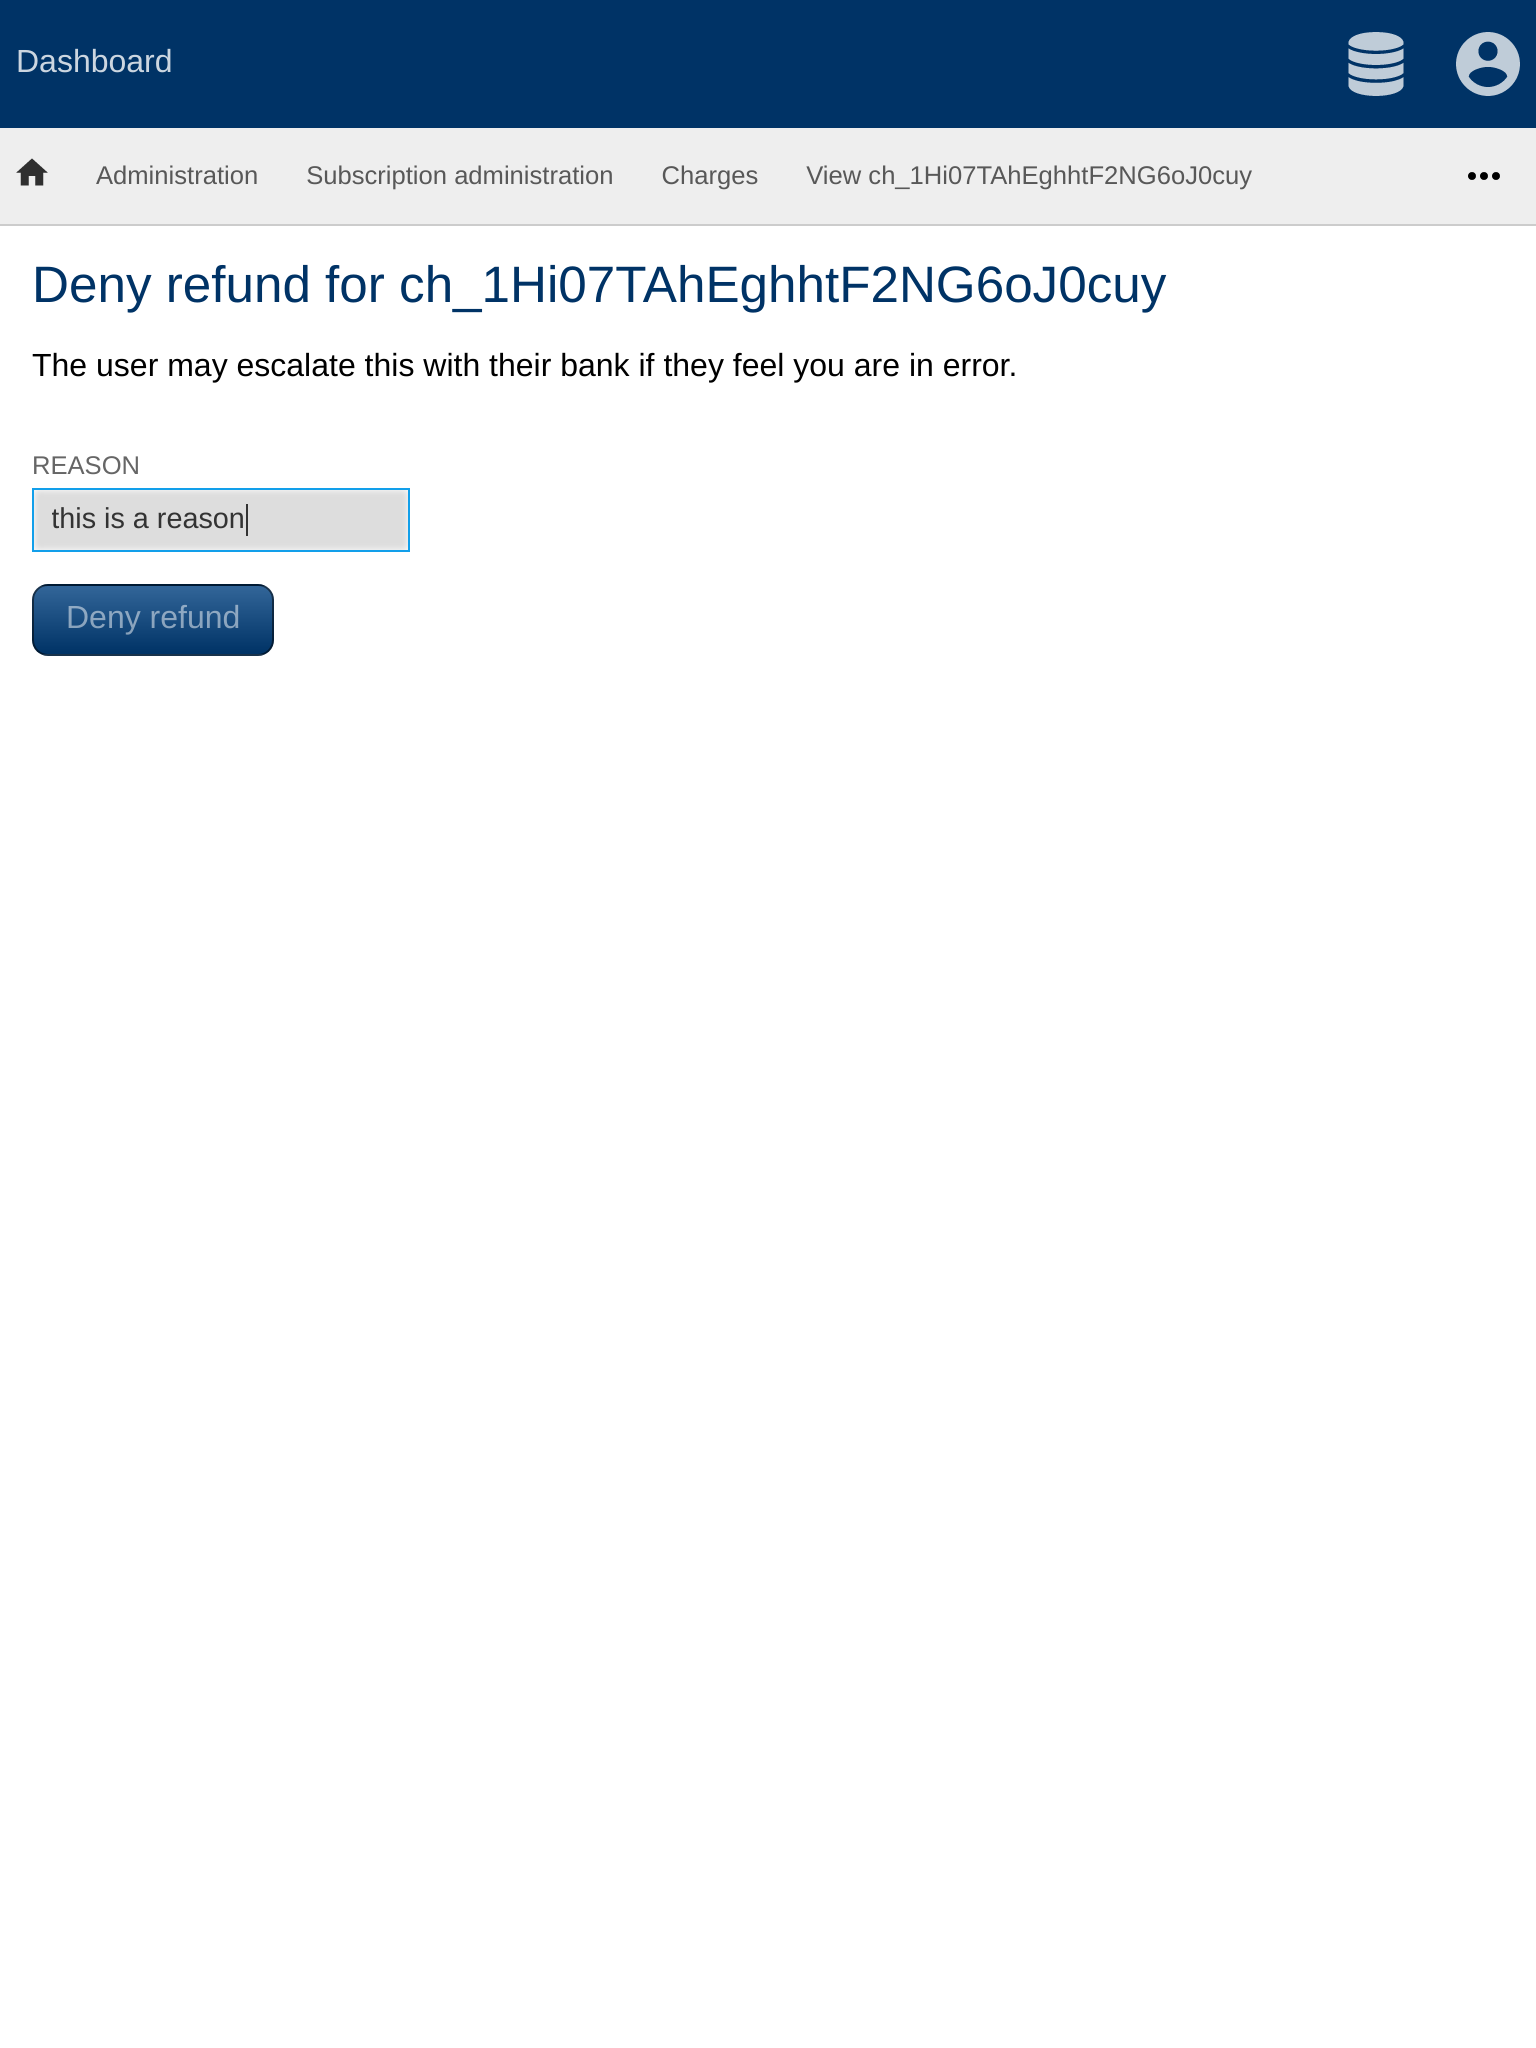 Dashboard
Administration Subscription administration Charges View ch_1Hi07TAhEghhtF2NG6oJ0cuy
Deny refund for ch_1Hi07TAhEghhtF2NG6oJ0cuy
The user may escalate this with their bank if they feel you are in error.
REASON
this is a reason
Deny refund